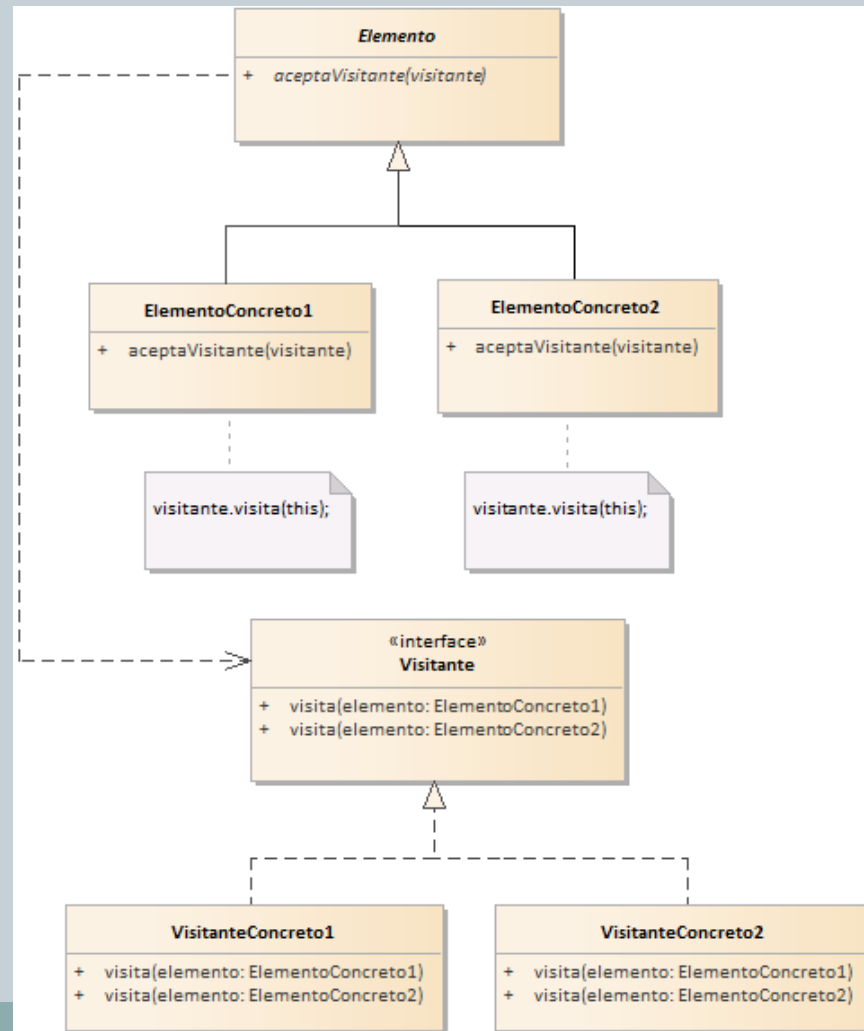 Elemento
+ aceptaVisitante(visitante)
ElementoConcreto1
+ aceptaVisitante(visitante)
ElementoConcreto2
+ aceptaVisitante(visitante)
visitante.visita(this);
visitante.visita(this);
«interface»
Visitante
+ visita(elemento: ElementoConcreto1)
+ visita(elemento: ElementoConcreto2)
VisitanteConcreto1
+ visita(elemento: ElementoConcreto1)
+ visita(elemento: ElementoConcreto2)
VisitanteConcreto2
+ visita(elemento: ElementoConcreto1)
+ visita(elemento: ElementoConcreto2)